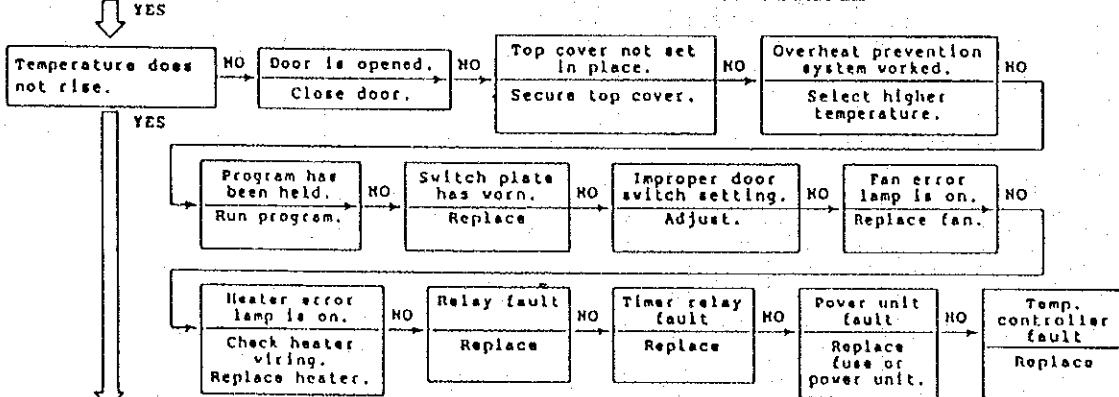 YES
Temperature does
not rise.
NO
Door is opened.
Close door.
NO
Top cover not set
in place.
Secure top cover.
NO
Overheat prevention
system worked.
Select higher
temperature.
NO
YES
Program has
been held.
Run program.
NO
Switch plate
has worn.
Replace
NO
Improper door
switch setting.
Adjust.
NO
Fan error
lamp is on.
Replace fan.
NO
Heater error
lamp is on.
Check heater
wiring.
Replace heater.
NO
Relay fault
Replace
NO
Timer relay
fault
Replace
NO
Power unit
fault
Replace
fuse or
power unit.
NO
Temp.
controller
fault
Replace